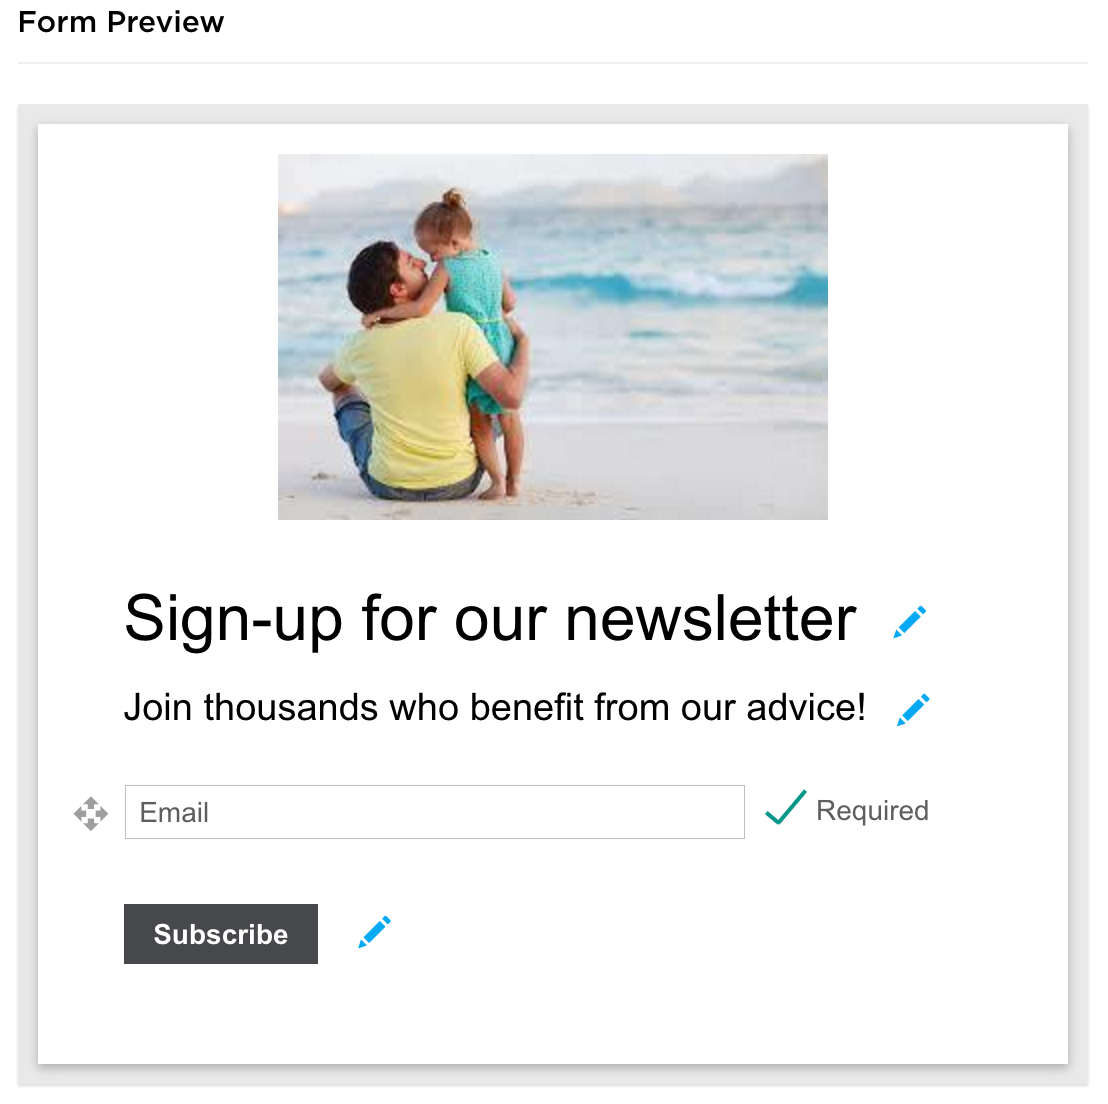 Form Preview
Sign-up for our newsletter
Join thousands who benefit from our advice!
Email
Required
Subscribe